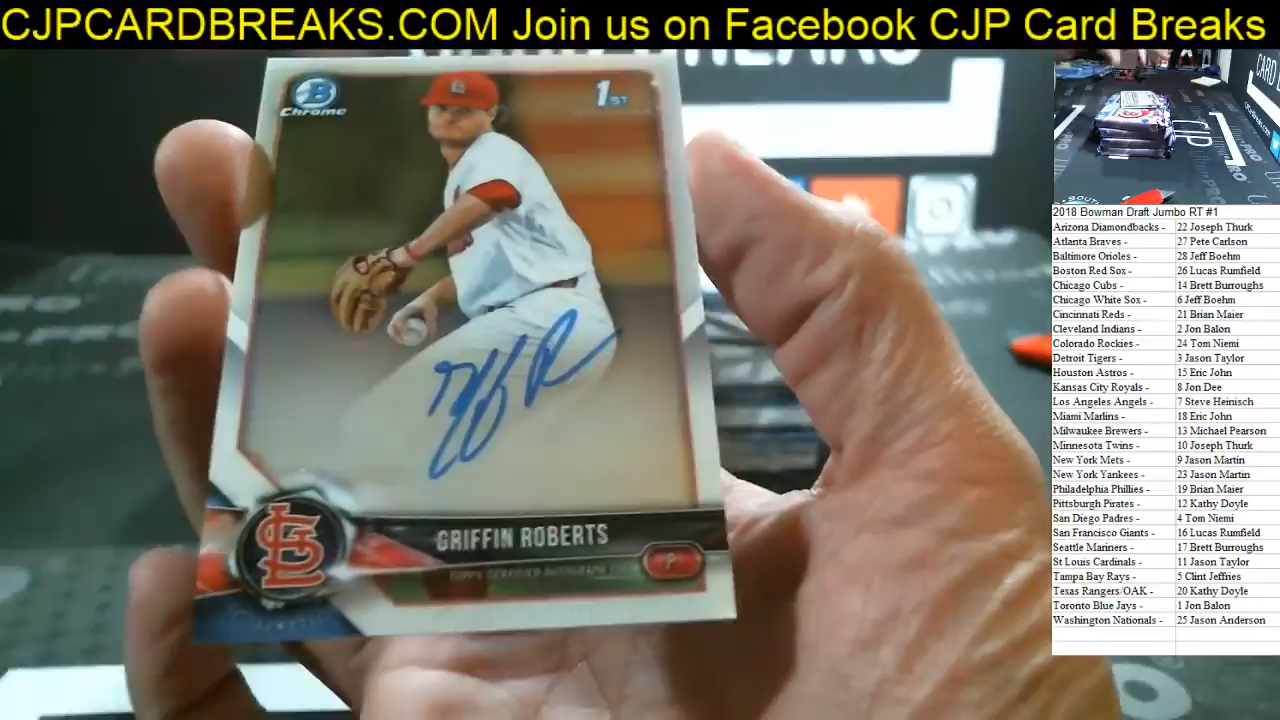 CJPCARDBREAKS.COM Join us on Facebook CJP Card Breaks
B
Chrome
1ST
GRIFFIN ROBERTS
TOPPS CERTIFIED AUTOGRAPH
P
2018 Bowman Draft Jumbo RT #1
Arizona Diamondbacks - 22 Joseph Thurk
Atlanta Braves - 27 Pete Carlson
Baltimore Orioles - 28 Jeff Boehm
Boston Red Sox - 26 Lucas Rumfield
Chicago Cubs - 14 Brett Burroughs
Chicago White Sox - 6 Jeff Boehm
Cincinnati Reds - 21 Brian Maier
Cleveland Indians - 2 Jon Balon
Colorado Rockies - 24 Tom Niemi
Detroit Tigers - 3 Jason Taylor
Houston Astros - 15 Eric John
Kansas City Royals - 8 Jon Dee
Los Angeles Angels - 7 Steve Heinisch
Miami Marlins - 18 Eric John
Milwaukee Brewers - 13 Michael Pearson
Minnesota Twins - 10 Joseph Thurk
New York Mets - 9 Jason Martin
New York Yankees - 23 Jason Martin
Philadelphia Phillies - 19 Brian Maier
Pittsburgh Pirates - 12 Kathy Doyle
San Diego Padres - 4 Tom Niemi
San Francisco Giants - 16 Lucas Rumfield
Seattle Mariners - 17 Brett Burroughs
St Louis Cardinals - 11 Jason Taylor
Tampa Bay Rays - 5 Clint Jeffries
Texas Rangers/OAK - 20 Kathy Doyle
Toronto Blue Jays - 1 Jon Balon
Washington Nationals - 25 Jason Anderson